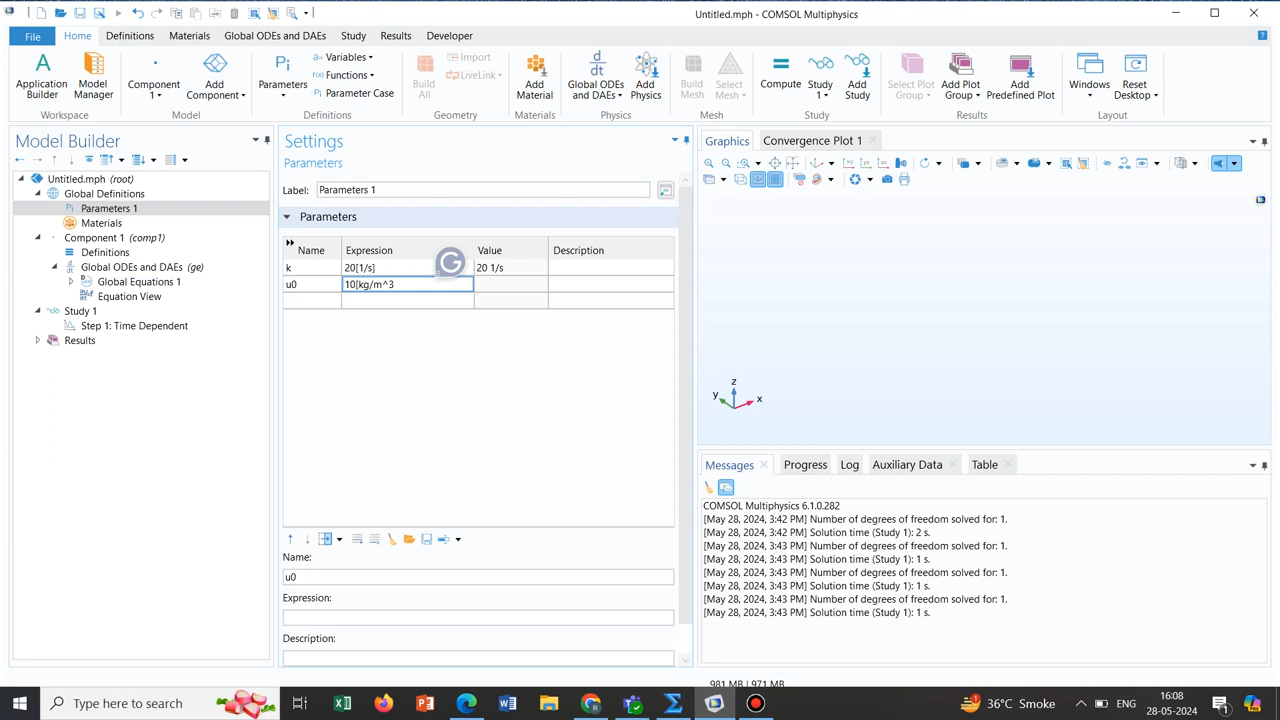 Untitled.mph - COMSOL Multiphysics
File
Home
Definitions
Materials
Global ODEs and DAEs
Study
Results
Developer
Application Builder
Model Manager
Workspace
Component 1
Add Component
Model
Pi
Parameters
a= Variables
f(x) Functions
Pi Parameter Case
Definitions
Build All
Import
LiveLink
Geometry
Add Material
Materials
d
dt
Global ODEs and DAEs
Add Physics
Physics
Build Mesh
Select Mesh
Mesh
Compute
Study 1
Add Study
Study
Select Plot Group
Add Plot Group
Add Predefined Plot
Results
Windows
Reset Desktop
Layout
Model Builder
Untitled.mph (root)
Global Definitions
Pi Parameters 1
Materials
Component 1 (comp1)
Definitions
Global ODEs and DAEs (ge)
Global Equations 1
Equation View
Study 1
Step 1: Time Dependent
Results
Settings
Parameters
Label: Parameters 1
Parameters
Name Expression Value Description
k 20[1/s] 20 1/s
u0 10[kg/m^3
Name:
u0
Expression:
Description:
Graphics
Convergence Plot 1
z
y
x
Messages
Progress
Log
Auxiliary Data
Table
COMSOL Multiphysics 6.1.0.282
[May 28, 2024, 3:42 PM] Number of degrees of freedom solved for: 1.
[May 28, 2024, 3:42 PM] Solution time (Study 1): 2 s.
[May 28, 2024, 3:43 PM] Number of degrees of freedom solved for: 1.
[May 28, 2024, 3:43 PM] Solution time (Study 1): 1 s.
[May 28, 2024, 3:43 PM] Number of degrees of freedom solved for: 1.
[May 28, 2024, 3:43 PM] Solution time (Study 1): 1 s.
[May 28, 2024, 3:43 PM] Number of degrees of freedom solved for: 1.
[May 28, 2024, 3:43 PM] Solution time (Study 1): 1 s.
981 MB | 971 MB
Type here to search
36°C Smoke
ENG
16:08
28-05-2024